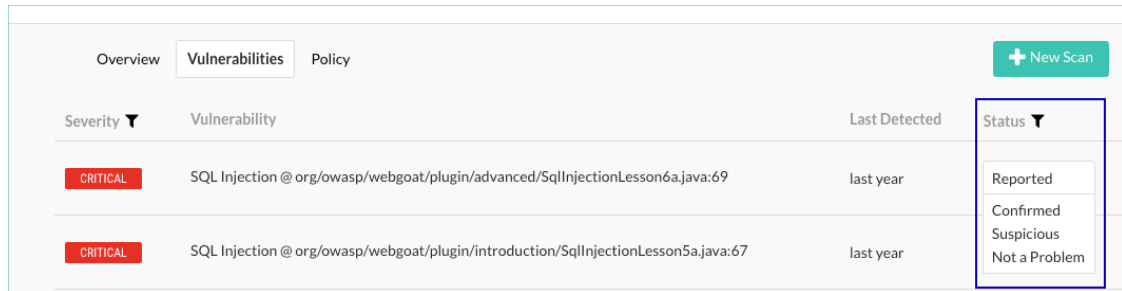 Overview Vulnerabilities Policy New Scan
Severity Vulnerability Last Detected Status
CRITICAL SQL Injection @ org/owasp/webgoat/plugin/advanced/SqlInjectionLesson6a.java:69 last year Reported
Confirmed
Suspicious
CRITICAL SQL Injection @ org/owasp/webgoat/plugin/introduction/SqlInjectionLesson5a.java:67 last year Not a Problem